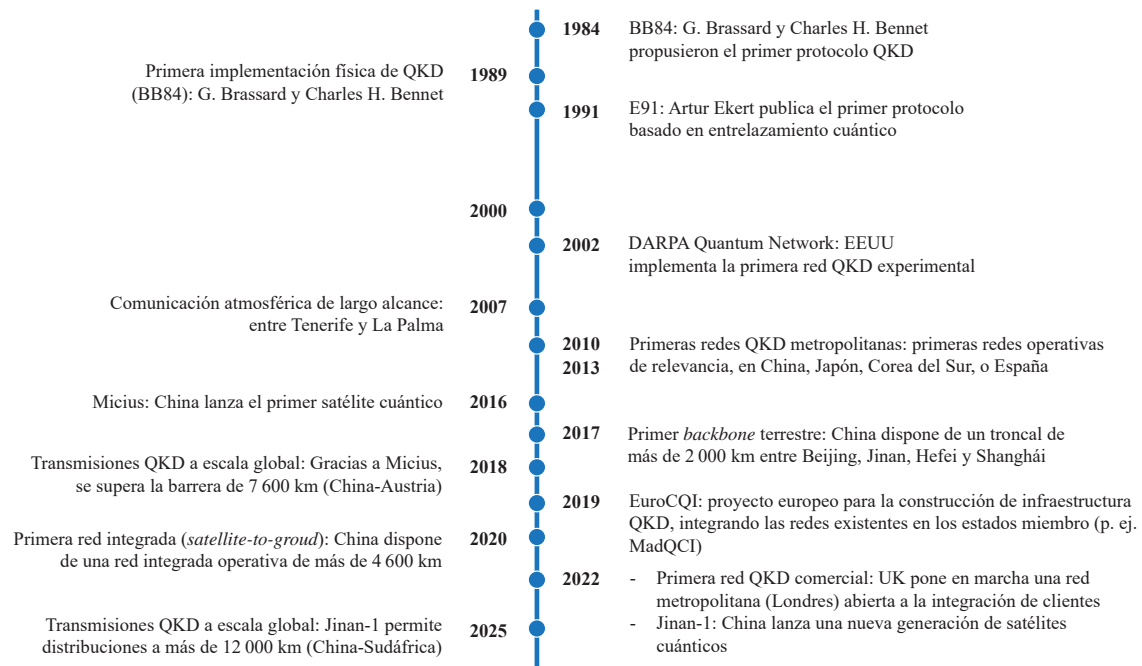 1984
BB84: G. Brassard y Charles H. Bennet
propusieron el primer protocolo QKD
Primera implementación física de QKD
(BB84): G. Brassard y Charles H. Bennet
1989
1991
E91: Artur Ekert publica el primer protocolo
basado en entrelazamiento cuántico
2000
2002
DARPA Quantum Network: EEUU
implementa la primera red QKD experimental
Comunicación atmosférica de largo alcance:
entre Tenerife y La Palma
2007
2010
2013
Primeras redes QKD metropolitanas: primeras redes operativas
de relevancia, en China, Japón, Corea del Sur, o España
Micius: China lanza el primer satélite cuántico
2016
2017
Primer backbone terrestre: China dispone de un troncal de
más de 2 000 km entre Beijing, Jinan, Hefei y Shanghái
Transmisiones QKD a escala global: Gracias a Micius,
se supera la barrera de 7 600 km (China-Austria)
2018
2019
EuroCQI: proyecto europeo para la construcción de infraestructura
QKD, integrando las redes existentes en los estados miembro (p. ej.
MadQCI)
Primera red integrada (satellite-to-groud): China dispone
de una red integrada operativa de más de 4 600 km
2020
2022
- Primera red QKD comercial: UK pone en marcha una red
metropolitana (Londres) abierta a la integración de clientes
- Jinan-1: China lanza una nueva generación de satélites
cuánticos
Transmisiones QKD a escala global: Jinan-1 permite
distribuciones a más de 12 000 km (China-Sudáfrica)
2025